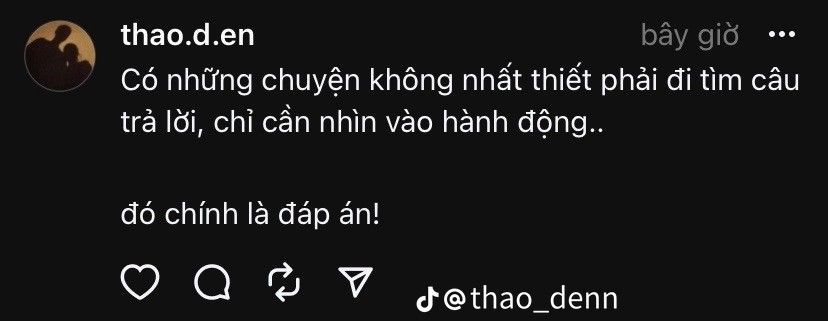 thao.d.en
bây giờ
Có những chuyện không nhất thiết phải đi tìm câu
trả lời, chỉ cần nhìn vào hành động..
đó chính là đáp án!
@thao_denn